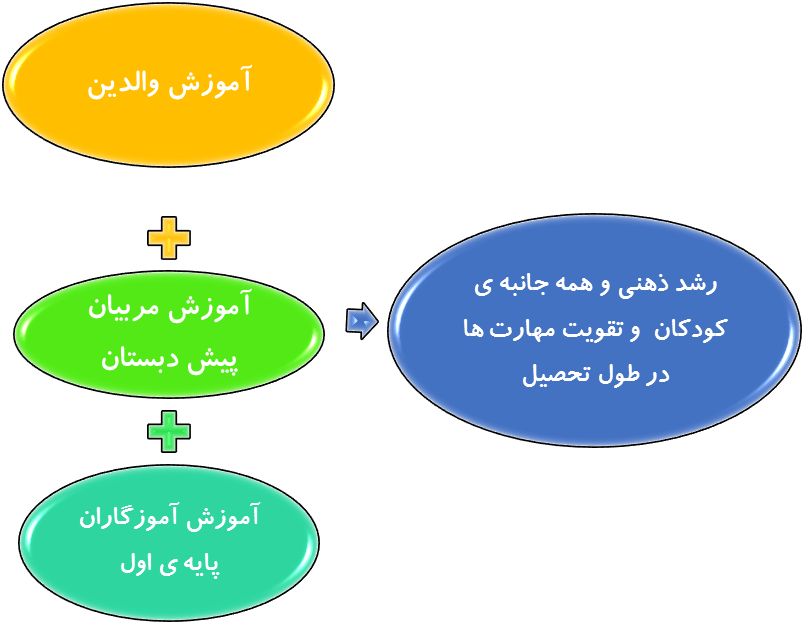 آموزش والدین
آموزش مربیان
پیش دبستان
آموزش آموزگاران
پایه ی اول
رشد ذهنی و همه جانبه ی
کودکان و تقویت مهارت ها
در طول تحصیل